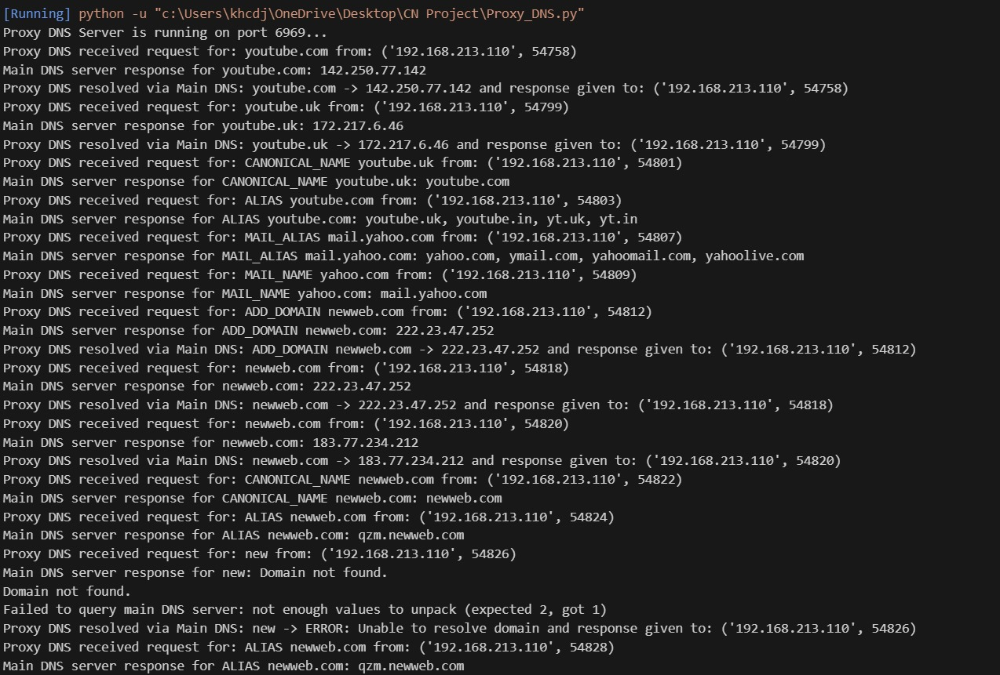 [Running] python -u "c:\Users\khcdj\OneDrive\Desktop\CN Project\Proxy_DNS.py"
Proxy DNS Server is running on port 6969...
Proxy DNS received request for: youtube.com from: ('192.168.213.110', 54758)
Main DNS server response for youtube.com: 142.250.77.142
Proxy DNS resolved via Main DNS: youtube.com -> 142.250.77.142 and response given to: ('192.168.213.110', 54758)
Proxy DNS received request for: youtube.uk from: ('192.168.213.110', 54799)
Main DNS server response for youtube.uk: 172.217.6.46
Proxy DNS resolved via Main DNS: youtube.uk -> 172.217.6.46 and response given to: ('192.168.213.110', 54799)
Proxy DNS received request for: CANONICAL_NAME youtube.uk from: ('192.168.213.110', 54801)
Main DNS server response for CANONICAL_NAME youtube.uk: youtube.com
Proxy DNS received request for: ALIAS youtube.com from: ('192.168.213.110', 54803)
Main DNS server response for ALIAS youtube.com: youtube.uk, youtube.in, yt.uk, yt.in
Proxy DNS received request for: MAIL_ALIAS mail.yahoo.com from: ('192.168.213.110', 54807)
Main DNS server response for MAIL_ALIAS mail.yahoo.com: yahoo.com, ymail.com, yahoomail.com, yahoolive.com
Proxy DNS received request for: MAIL_NAME yahoo.com from: ('192.168.213.110', 54809)
Main DNS server response for MAIL_NAME yahoo.com: mail.yahoo.com
Proxy DNS received request for: ADD_DOMAIN newweb.com from: ('192.168.213.110', 54812)
Main DNS server response for ADD_DOMAIN newweb.com: 222.23.47.252
Proxy DNS resolved via Main DNS: ADD_DOMAIN newweb.com -> 222.23.47.252 and response given to: ('192.168.213.110', 54812)
Proxy DNS received request for: newweb.com from: ('192.168.213.110', 54818)
Main DNS server response for newweb.com: 222.23.47.252
Proxy DNS resolved via Main DNS: newweb.com -> 222.23.47.252 and response given to: ('192.168.213.110', 54818)
Proxy DNS received request for: newweb.com from: ('192.168.213.110', 54820)
Main DNS server response for newweb.com: 183.77.234.212
Proxy DNS resolved via Main DNS: newweb.com -> 183.77.234.212 and response given to: ('192.168.213.110', 54820)
Proxy DNS received request for: CANONICAL_NAME newweb.com from: ('192.168.213.110', 54822)
Main DNS server response for CANONICAL_NAME newweb.com: newweb.com
Proxy DNS received request for: ALIAS newweb.com from: ('192.168.213.110', 54824)
Main DNS server response for ALIAS newweb.com: qzm.newweb.com
Proxy DNS received request for: new from: ('192.168.213.110', 54826)
Main DNS server response for new: Domain not found.
Domain not found.
Failed to query main DNS server: not enough values to unpack (expected 2, got 1)
Proxy DNS resolved via Main DNS: new -> ERROR: Unable to resolve domain and response given to: ('192.168.213.110', 54826)
Proxy DNS received request for: ALIAS newweb.com from: ('192.168.213.110', 54828)
Main DNS server response for ALIAS newweb.com: qzm.newweb.com